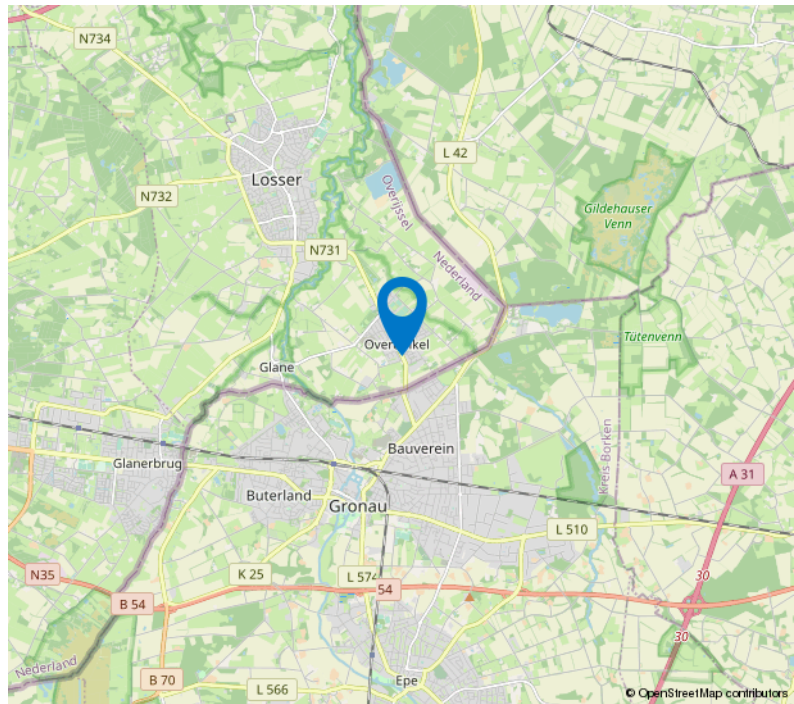 N734
L 42
Losser
N732
Overijssel
Gildehauser
Venn
N731
Nederland
Tütenvenn
Glane
Kreis Borken
Bauverein
Glanerbrug
A 31
Buterland
Gronau
L 510
N35
K 25
L 574
54
30
B 54
30
Nederland
B 70
L 566
Epe
© OpenStreetMap contributors